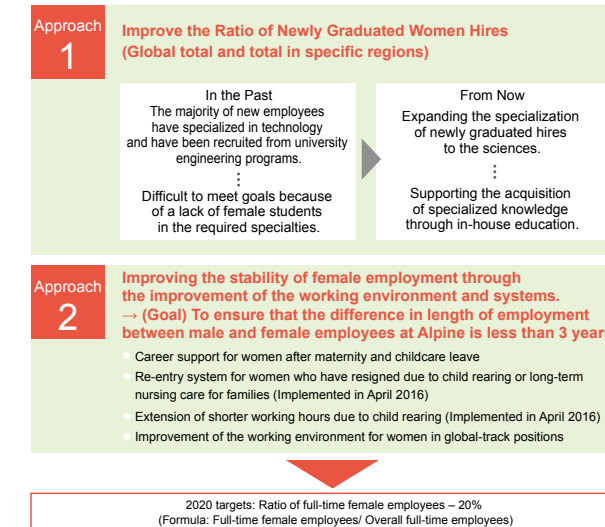 Approach
1
Improve the Ratio of Newly Graduated Women Hires
(Global total and total in specific regions)
In the Past
The majority of new employees
have specialized in technology
and have been recruited from university
engineering programs.
⋮
Difficult to meet goals because
of a lack of female students
in the required specialties.
From Now
Expanding the specialization
of newly graduated hires
to the sciences.
⋮
Supporting the acquisition
of specialized knowledge
through in-house education.
Approach
2
Improving the stability of female employment through
the improvement of the working environment and systems.
→ (Goal) To ensure that the difference in length of employment
between male and female employees at Alpine is less than 3 years
Career support for women after maternity and childcare leave
Re-entry system for women who have resigned due to child rearing or long-term
nursing care for families (Implemented in April 2016)
Extension of shorter working hours due to child rearing (Implemented in April 2016)
Improvement of the working environment for women in global-track positions
2020 targets: Ratio of full-time female employees – 20%
(Formula: Full-time female employees/ Overall full-time employees)